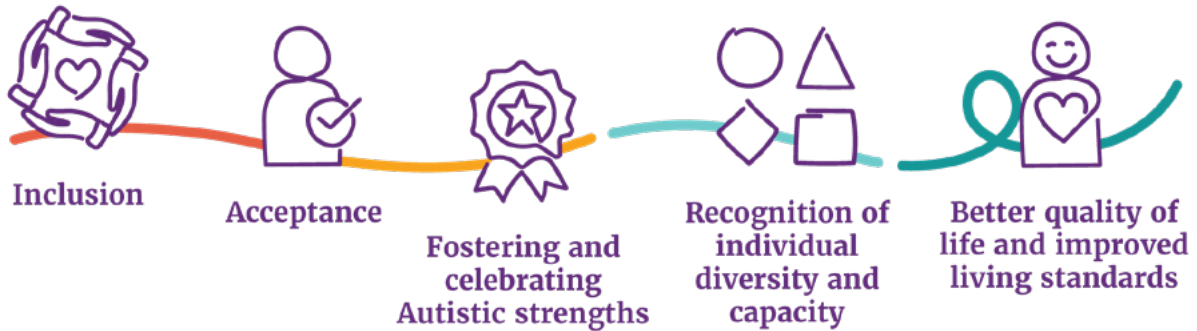 Inclusion
Acceptance
Fostering and
celebrating
Autistic strengths
Recognition of
individual
diversity and
capacity
Better quality of
life and improved
living standards